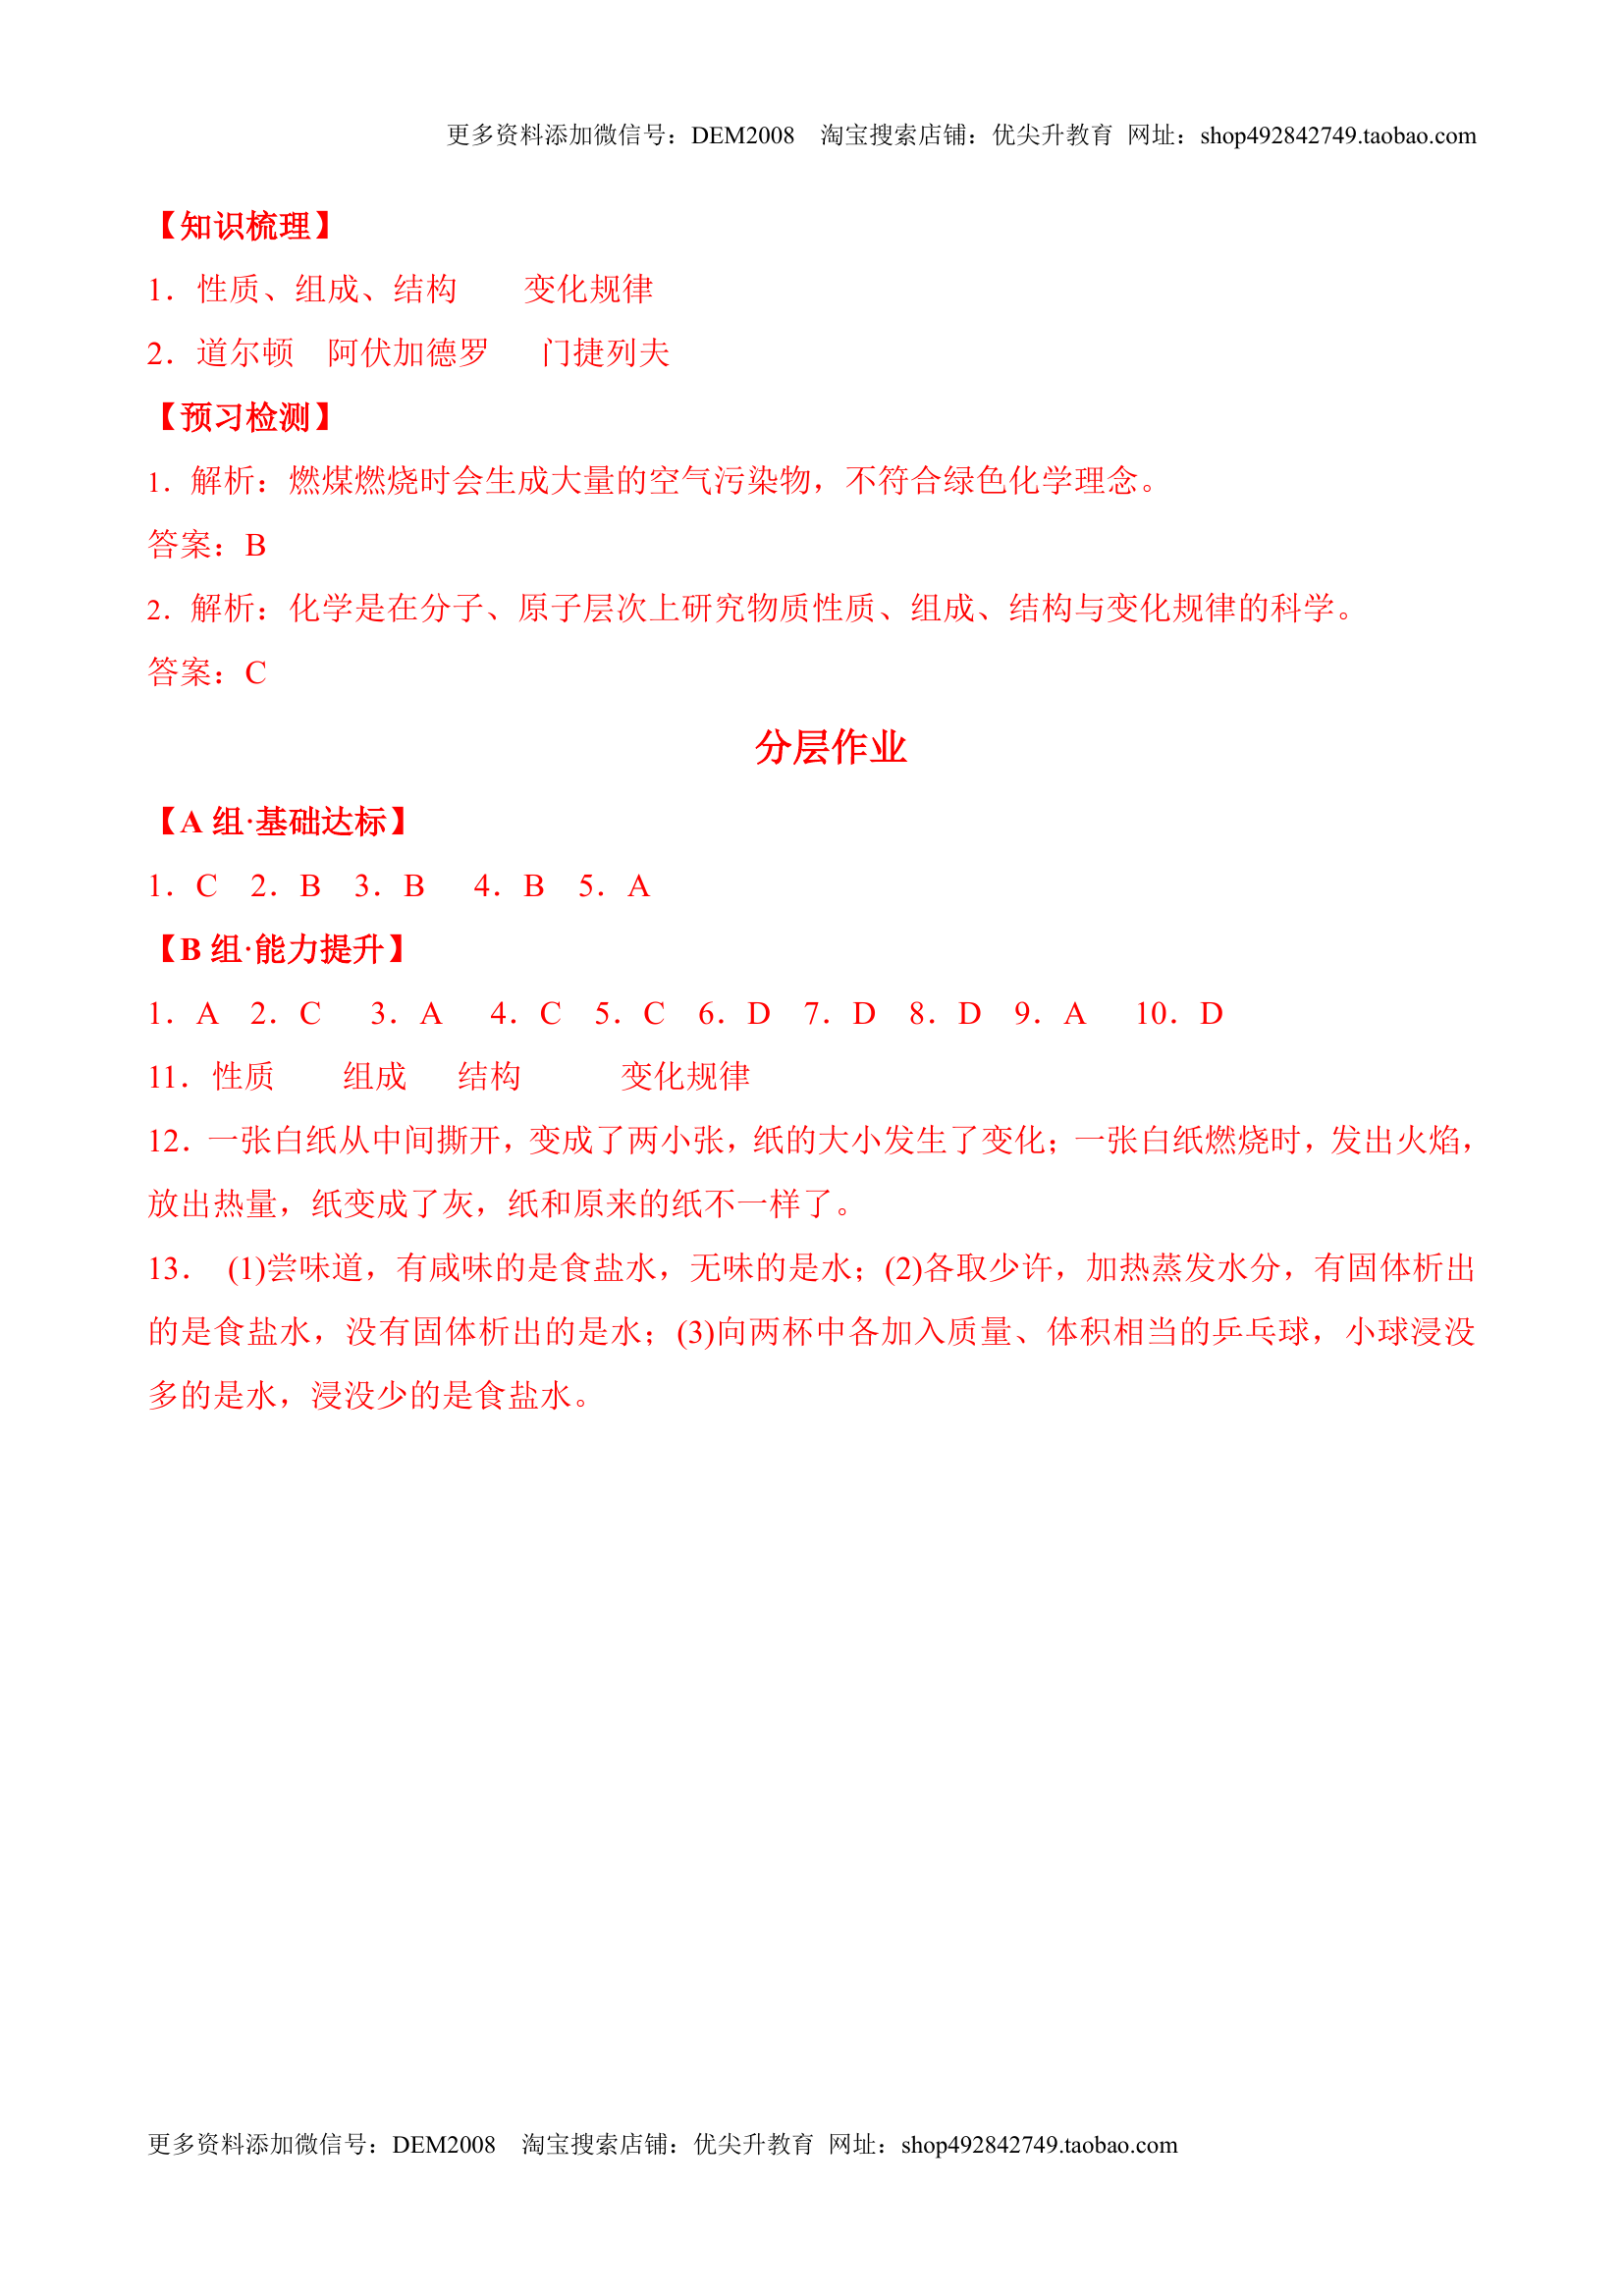 更多资料添加微信号：DEM2008　淘宝搜索店铺：优尖升教育 网址：shop492842749.taobao.com
【知识梳理】
1．性质、组成、结构　　变化规律
2．道尔顿　阿伏加德罗　 门捷列夫
【预习检测】
1．解析：燃煤燃烧时会生成大量的空气污染物，不符合绿色化学理念。
答案：B
2．解析：化学是在分子、原子层次上研究物质性质、组成、结构与变化规律的科学。
答案：C
分层作业
【A 组·基础达标】
1．C　2．B　3．B　 4．B　5．A
【B 组·能力提升】
1．A　2．C　 3．A　 4．C　5．C　6．D　7．D　8．D　9．A　 10．D
11．性质　　组成　 结构　　　变化规律
12．一张白纸从中间撕开，变成了两小张，纸的大小发生了变化；一张白纸燃烧时，发出火焰，
放出热量，纸变成了灰，纸和原来的纸不一样了。
13．　(1)尝味道，有咸味的是食盐水，无味的是水；(2)各取少许，加热蒸发水分，有固体析出
的是食盐水，没有固体析出的是水；(3)向两杯中各加入质量、体积相当的乒乓球，小球浸没
多的是水，浸没少的是食盐水。
更多资料添加微信号：DEM2008　淘宝搜索店铺：优尖升教育 网址：shop492842749.taobao.com